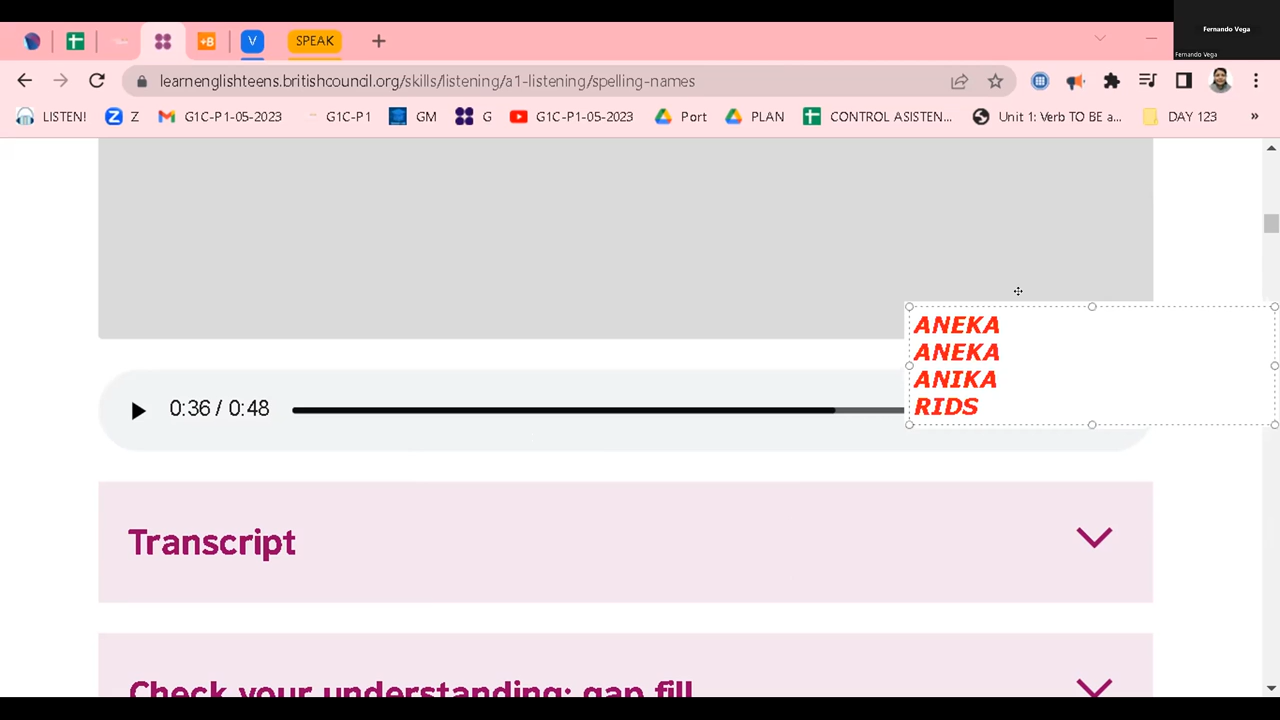 Fernando Vega
Fernando Vega
+B
V
SPEAK
learnenglishteens.britishcouncil.org/skills/listening/a1-listening/spelling-names
LISTEN!
Z
G1C-P1-05-2023
G1C-P1
GM
G
G1C-P1-05-2023
Port
PLAN
CONTROL ASISTEN...
Unit 1: Verb TO BE a...
DAY 123
»
ANEKA
ANEKA
ANIKA
RIDS
0:36 / 0:48
Transcript
Check your understanding: gap fill